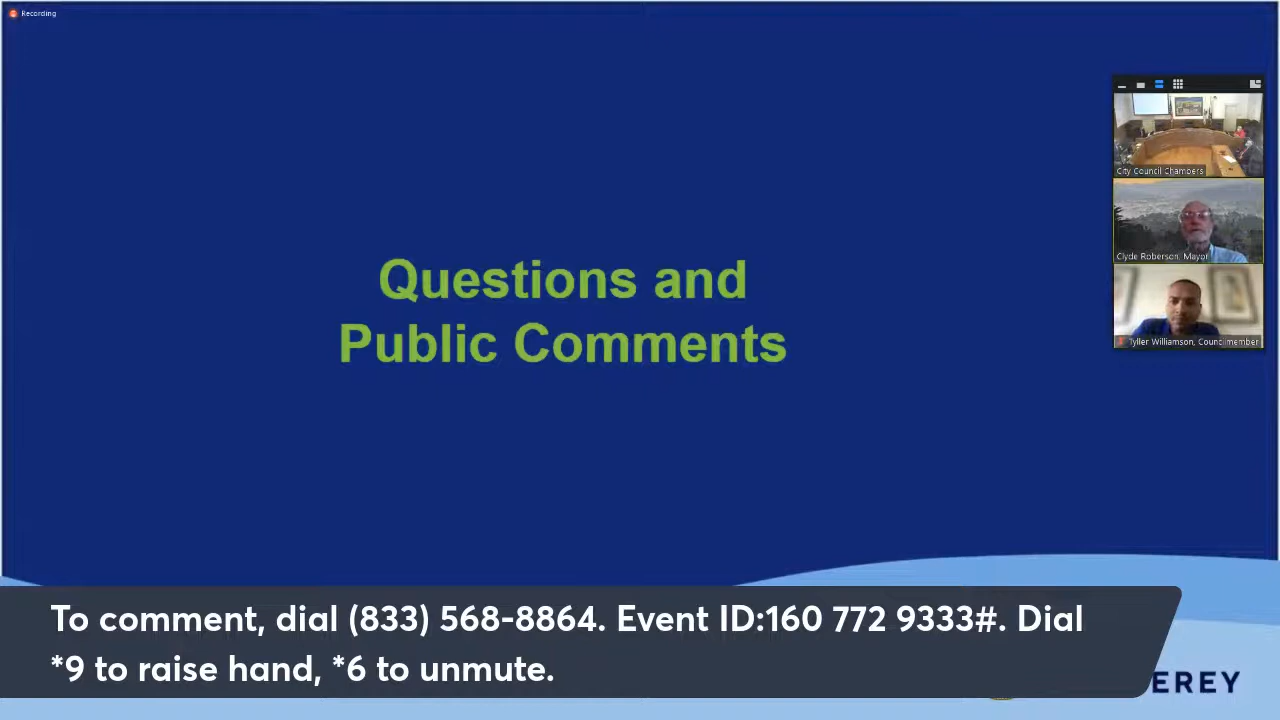 Recording
City Council Chambers
Clyde Roberson, Mayor
Tyller Williamson, Councilmember
Questions and
Public Comments
To comment, dial (833) 568-8864. Event ID:160 772 9333#. Dial
*9 to raise hand, *6 to unmute.
EREY